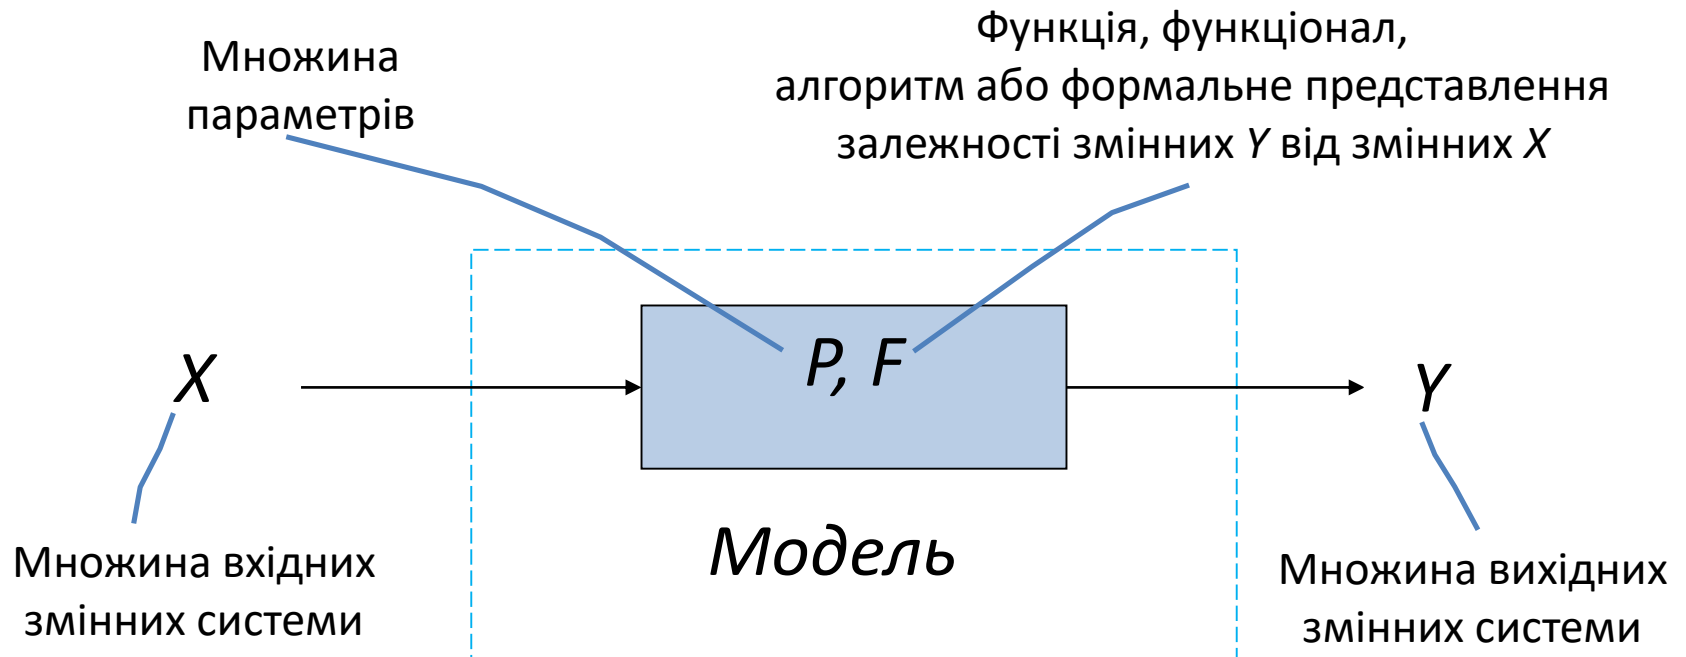 Множина
параметрів
Функція, функціонал,
алгоритм або формальне представлення
залежності змінних Y від змінних X
X
P, F
Y
Модель
Множина вхідних
змінних системи
Множина вихідних
змінних системи